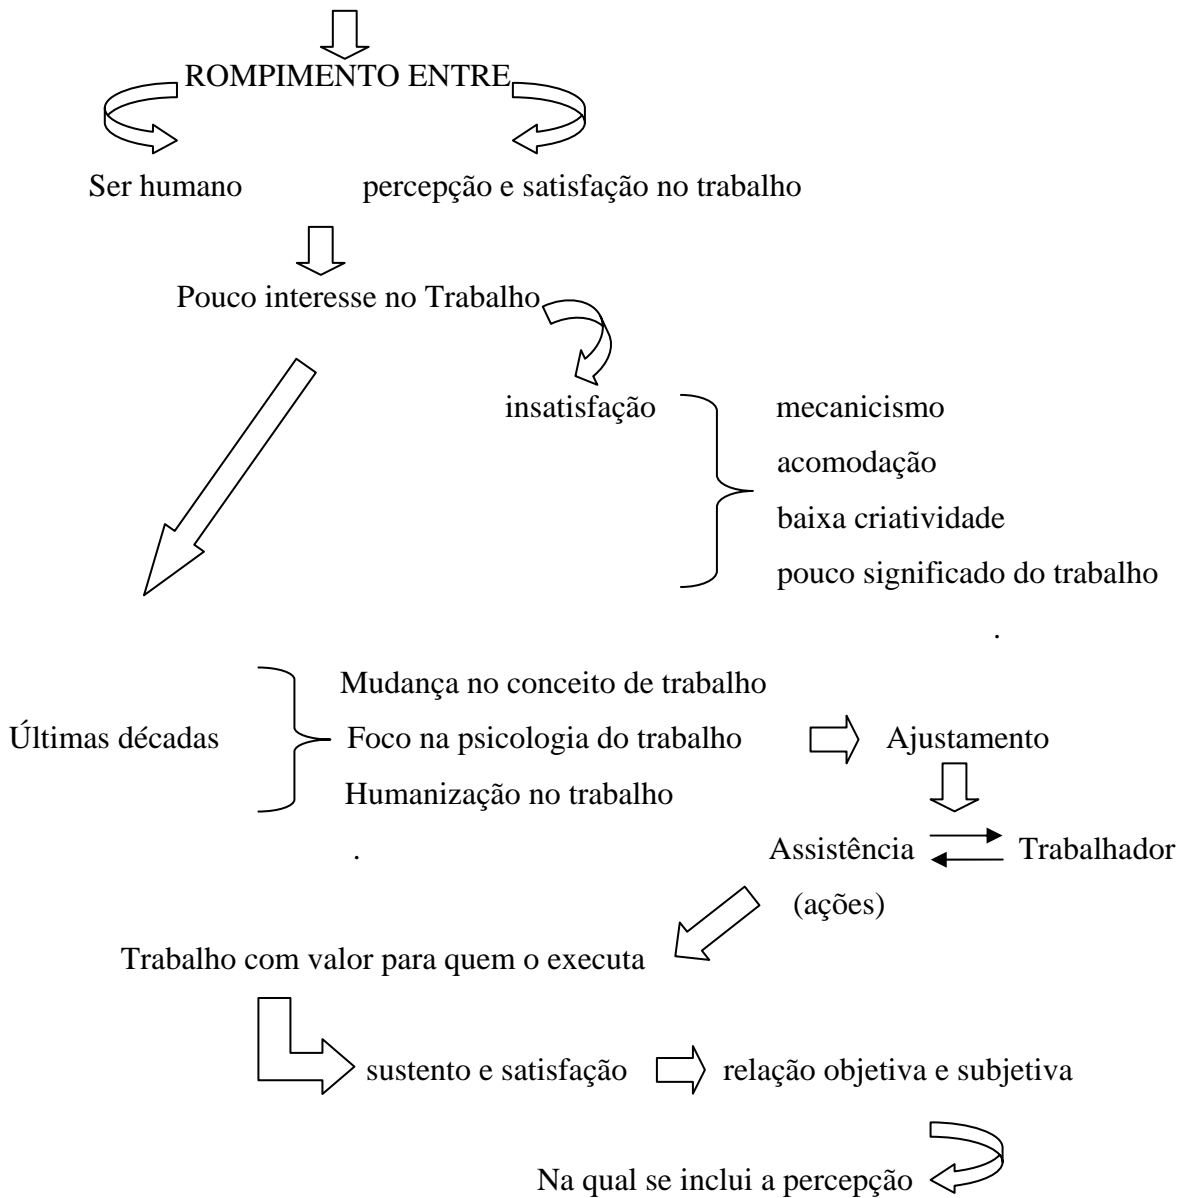 ROMPIMENTO ENTRE
Ser humano percepção e satisfação no trabalho
Pouco interesse no Trabalho
insatisfação mecanicismo
acomodação
baixa criatividade
pouco significado do trabalho
.
Mudança no conceito de trabalho
Últimas décadas Foco na psicologia do trabalho Ajustamento
Humanização no trabalho
. Assistência Trabalhador
(ações)
Trabalho com valor para quem o executa
sustento e satisfação relação objetiva e subjetiva
Na qual se inclui a percepção